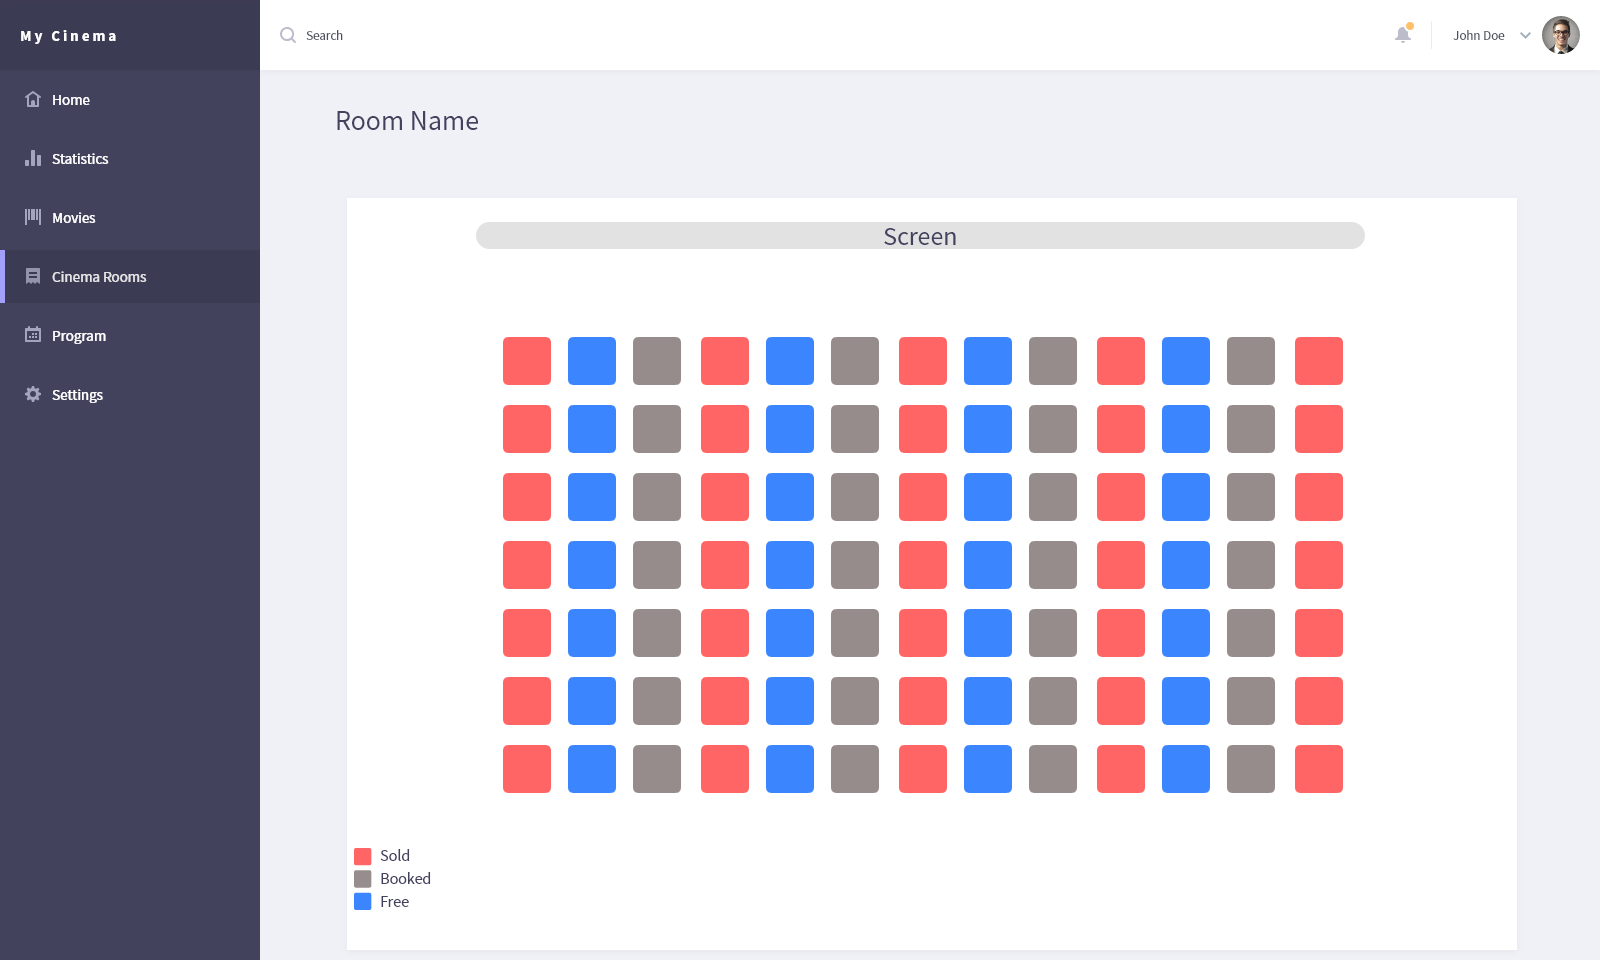 My Cinema
Search
John Doe
Home
Statistics
Movies
Cinema Rooms
Program
Settings
Room Name
Screen
Sold
Booked
Free